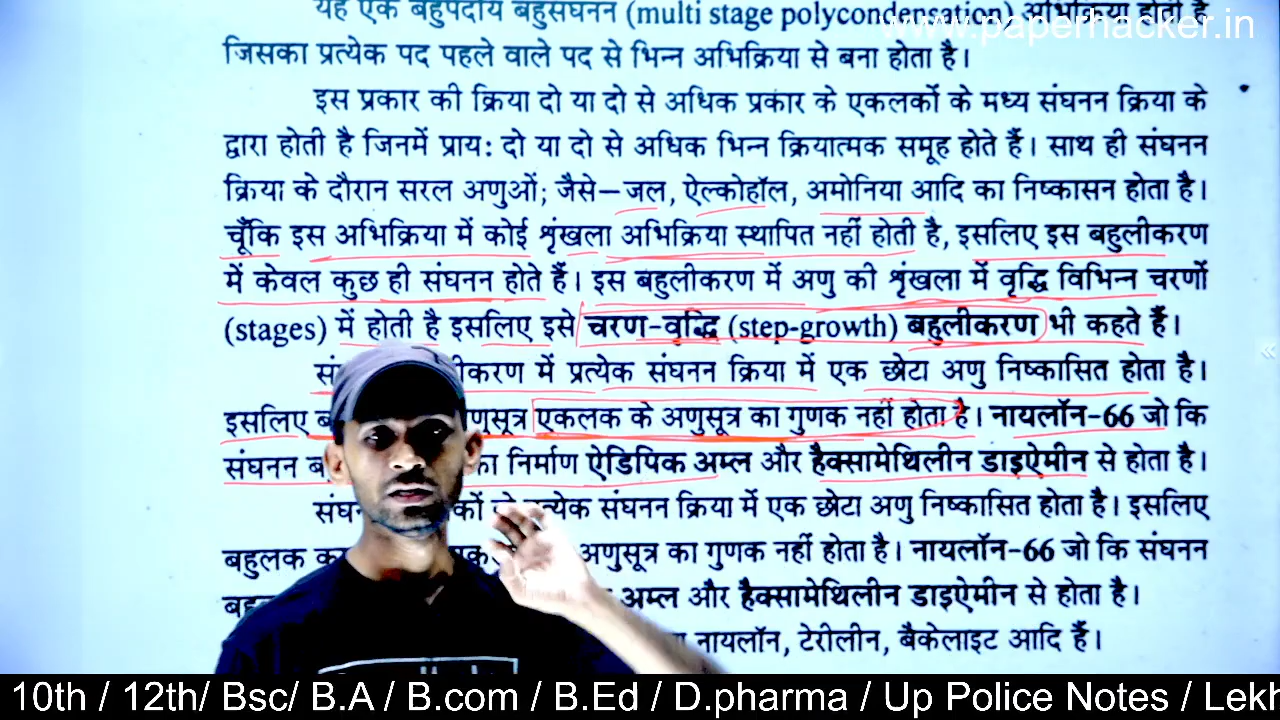 यह एक बहुपदीय बहुसंघनन (multi stage polycondensation) अभिक्रिया होती है
www.paperhacker.in
जिसका प्रत्येक पद पहले वाले पद से भिन्न अभिक्रिया से बना होता है।
इस प्रकार की क्रिया दो या दो से अधिक प्रकार के एकलकों के मध्य संघनन क्रिया के
द्वारा होती है जिनमें प्राय: दो या दो से अधिक भिन्न क्रियात्मक समूह होते हैं। साथ ही संघनन
क्रिया के दौरान सरल अणुओं; जैसे—जल, ऐल्कोहॉल, अमोनिया आदि का निष्कासन होता है।
चूँकि इस अभिक्रिया में कोई शृंखला अभिक्रिया स्थापित नहीं होती है, इसलिए इस बहुलीकरण
में केवल कुछ ही संघनन होते हैं। इस बहुलीकरण में अणु की शृंखला में वृद्धि विभिन्न चरणों
(stages) में होती है इसलिए इसे चरण-वृद्धि (step-growth) बहुलीकरण भी कहते हैं।
में प्रत्येक संघनन क्रिया में एक छोटा अणु निष्कासित होता है।
इसलिए एकलक के अणुसूत्र का गुणक नहीं होता है। नायलॉन-66 जो कि
संघनन का निर्माण ऐडिपिक अम्ल और हैक्सामेथिलीन डाइऐमीन से होता है।
संघनन क्रिया में एक छोटा अणु निष्कासित होता है। इसलिए
बहुलक अणुसूत्र का गुणक नहीं होता है। नायलॉन-66 जो कि संघनन
अम्ल और हैक्सामेथिलीन डाइऐमीन से होता है।
नायलॉन, टेरीलीन, बैकेलाइट आदि हैं।
10th / 12th/ Bsc/ B.A / B.com / B.Ed / D.pharma / Up Police Notes / Lekh